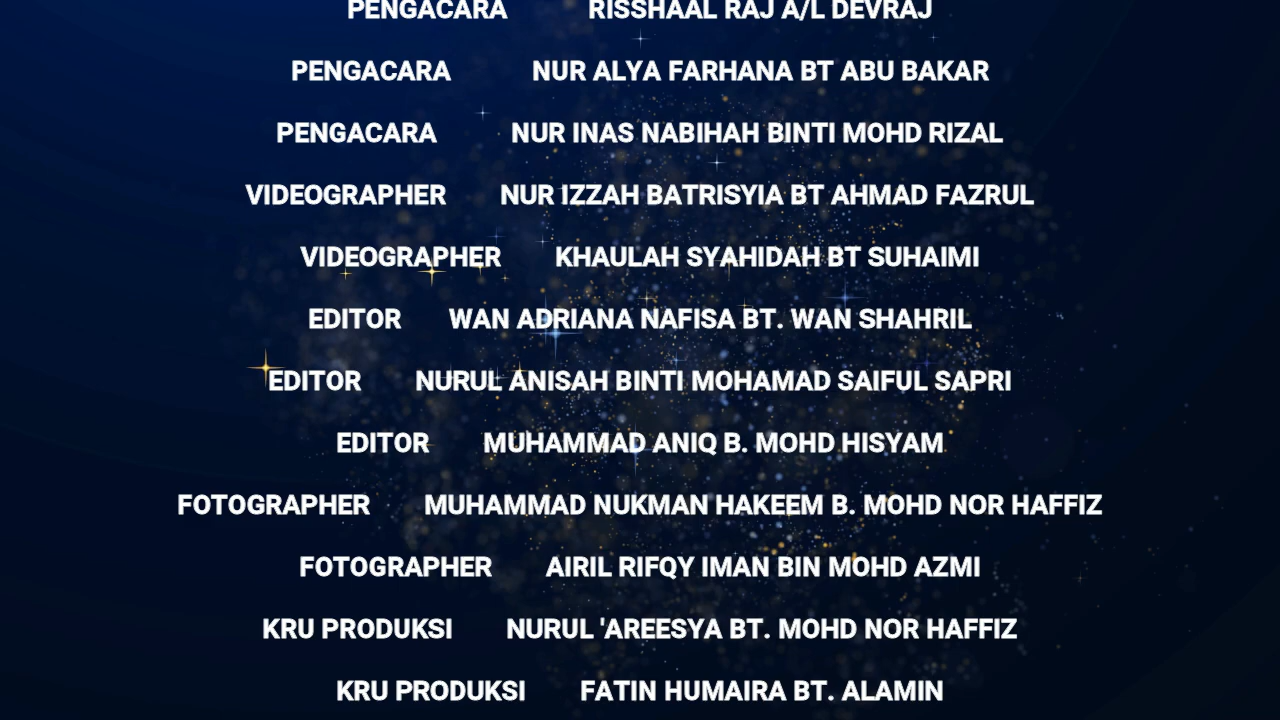 PENGACARA RISSHAAL RAJ A/L DEVRAJ
PENGACARA NUR ALYA FARHANA BT ABU BAKAR
PENGACARA NUR INAS NABIHAH BINTI MOHD RIZAL
VIDEOGRAPHER NUR IZZAH BATRISYIA BT AHMAD FAZRUL
VIDEOGRAPHER KHAULAH SYAHIDAH BT SUHAIMI
EDITOR WAN ADRIANA NAFISA BT. WAN SHAHRIL
EDITOR NURUL ANISAH BINTI MOHAMAD SAIFUL SAPRI
EDITOR MUHAMMAD ANIQ B. MOHD HISYAM
FOTOGRAPHER MUHAMMAD NUKMAN HAKEEM B. MOHD NOR HAFFIZ
FOTOGRAPHER AIRIL RIFQY IMAN BIN MOHD AZMI
KRU PRODUKSI NURUL 'AREESYA BT. MOHD NOR HAFFIZ
KRU PRODUKSI FATIN HUMAIRA BT. ALAMIN